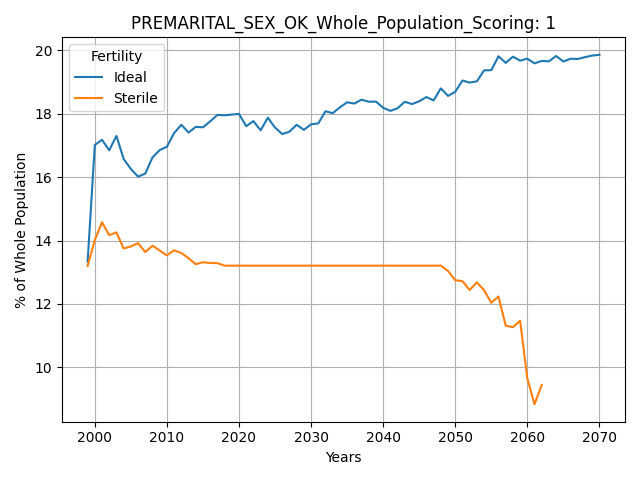 PREMARITAL_SEX_OK_Whole_Population_Scoring: 1
Fertility
Ideal
Sterile
% of Whole Population
20
18
16
14
12
10
2000 2010 2020 2030 2040 2050 2060 2070
Years